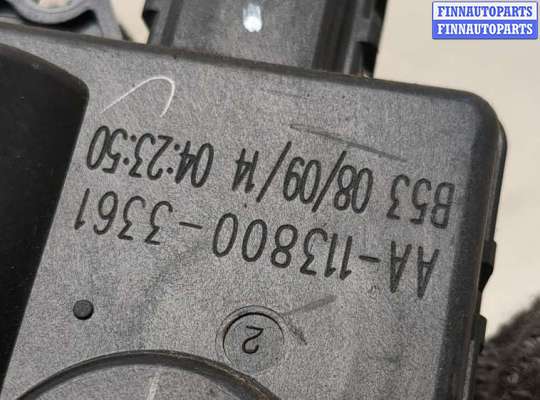 FINNAUTOPARTS
FINNAUTOPARTS
AA-113800-3361
B53 08/09/14 04:23:50
2